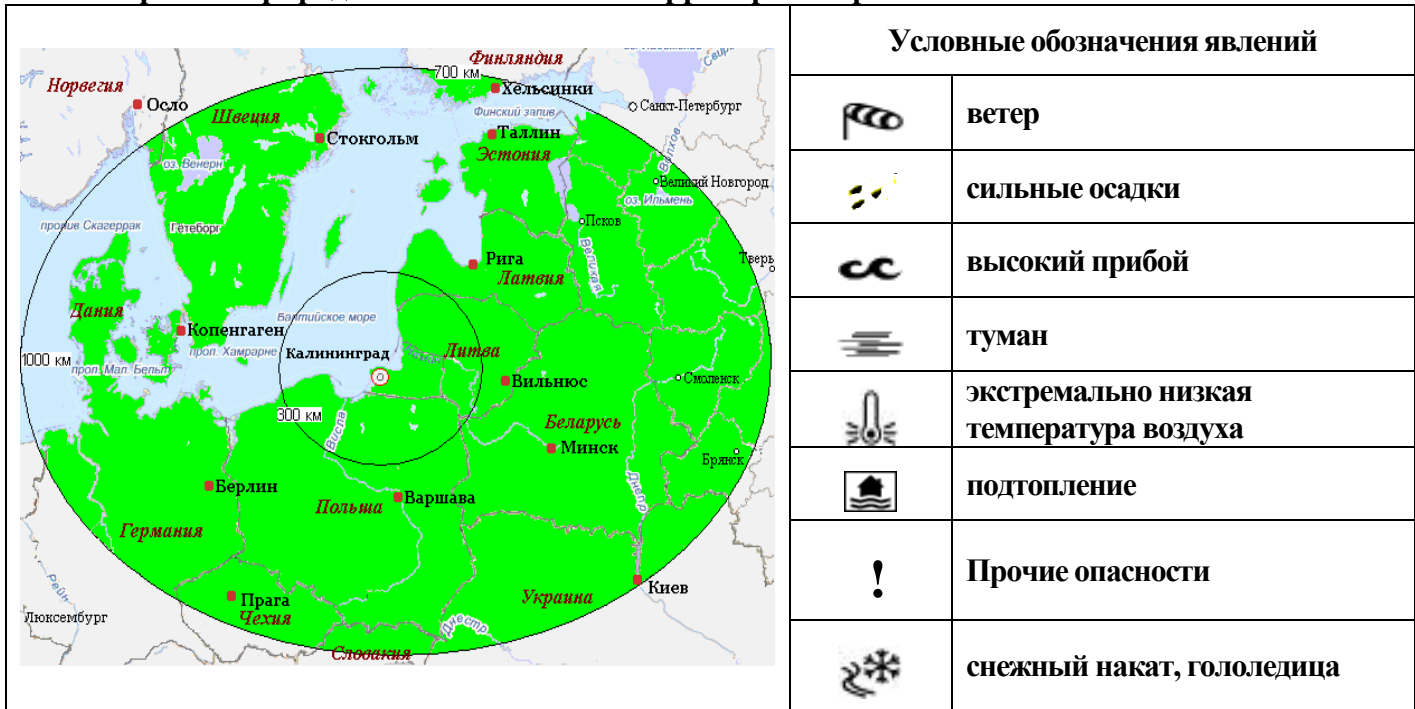 Условные обозначения явлений
ветер
сильные осадки
высокий прибой
туман
экстремально низкая
температура воздуха
подтопление
!
Прочие опасности
снежный накат, гололедица
Норвегия
Осло
Швеция
700 км
Финляндия
Хельсинки
Финский залив
Санкт-Петербург
Стокгольм
Таллин
Эстония
оз. Венерн
Волхов
Великий Новгород
оз. Ильмень
пролив Скагеррак
Гетеборг
Псков
Великая
Рига
Латвия
Тверь
Дания
Копенгаген
Балтийское море
прол. Хамрарне
Калининград
Литва
1000 км
прол. Мал. Бельт
Вильнюс
Смоленск
300 км
Висла
Беларусь
Минск
Брянск
Днепр
Берлин
Варшава
Польша
Германия
Рейн
Прага
Чехия
Киев
Украина
Люксембург
Днестр
Словакия